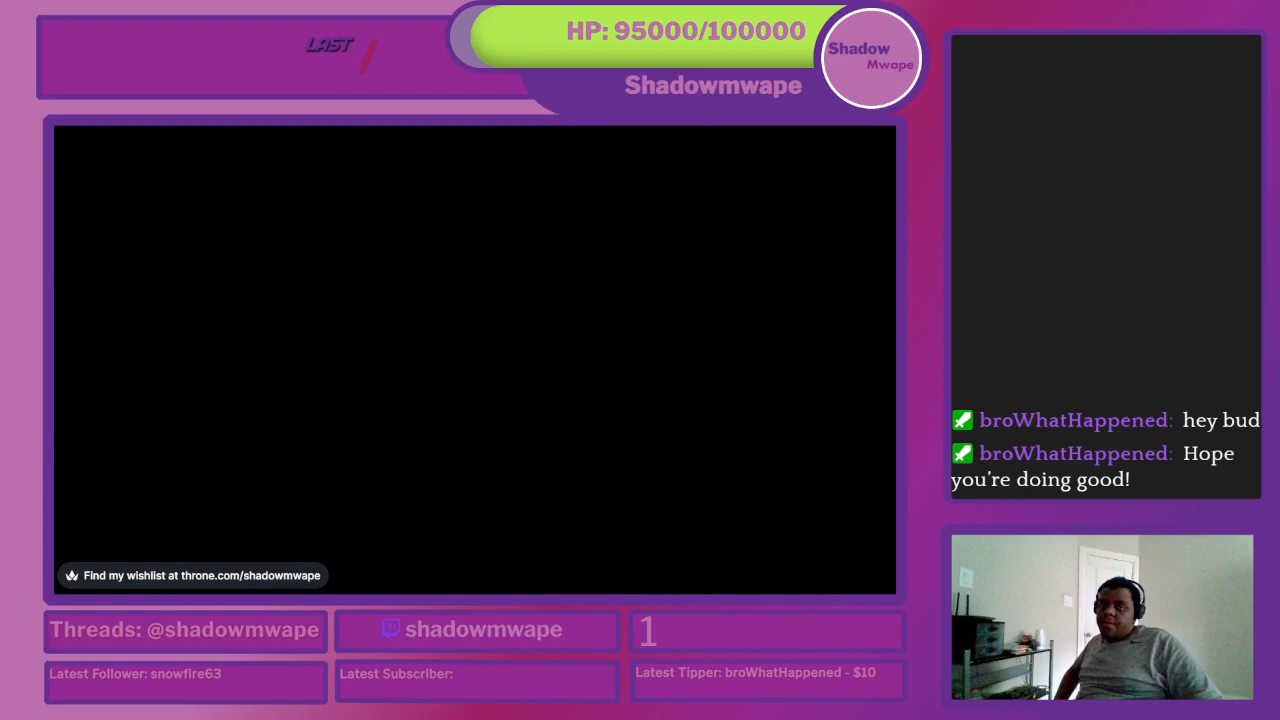 LAST
HP: 95000/100000
Shadow
Mwape
Shadowmwape
broWhatHappened: hey bud
broWhatHappened: Hope
you're doing good!
Find my wishlist at throne.com/shadowmwape
Threads: @shadowmwape
shadowmwape
1
Latest Follower: snowfire63
Latest Subscriber:
Latest Tipper: broWhatHappened - $10